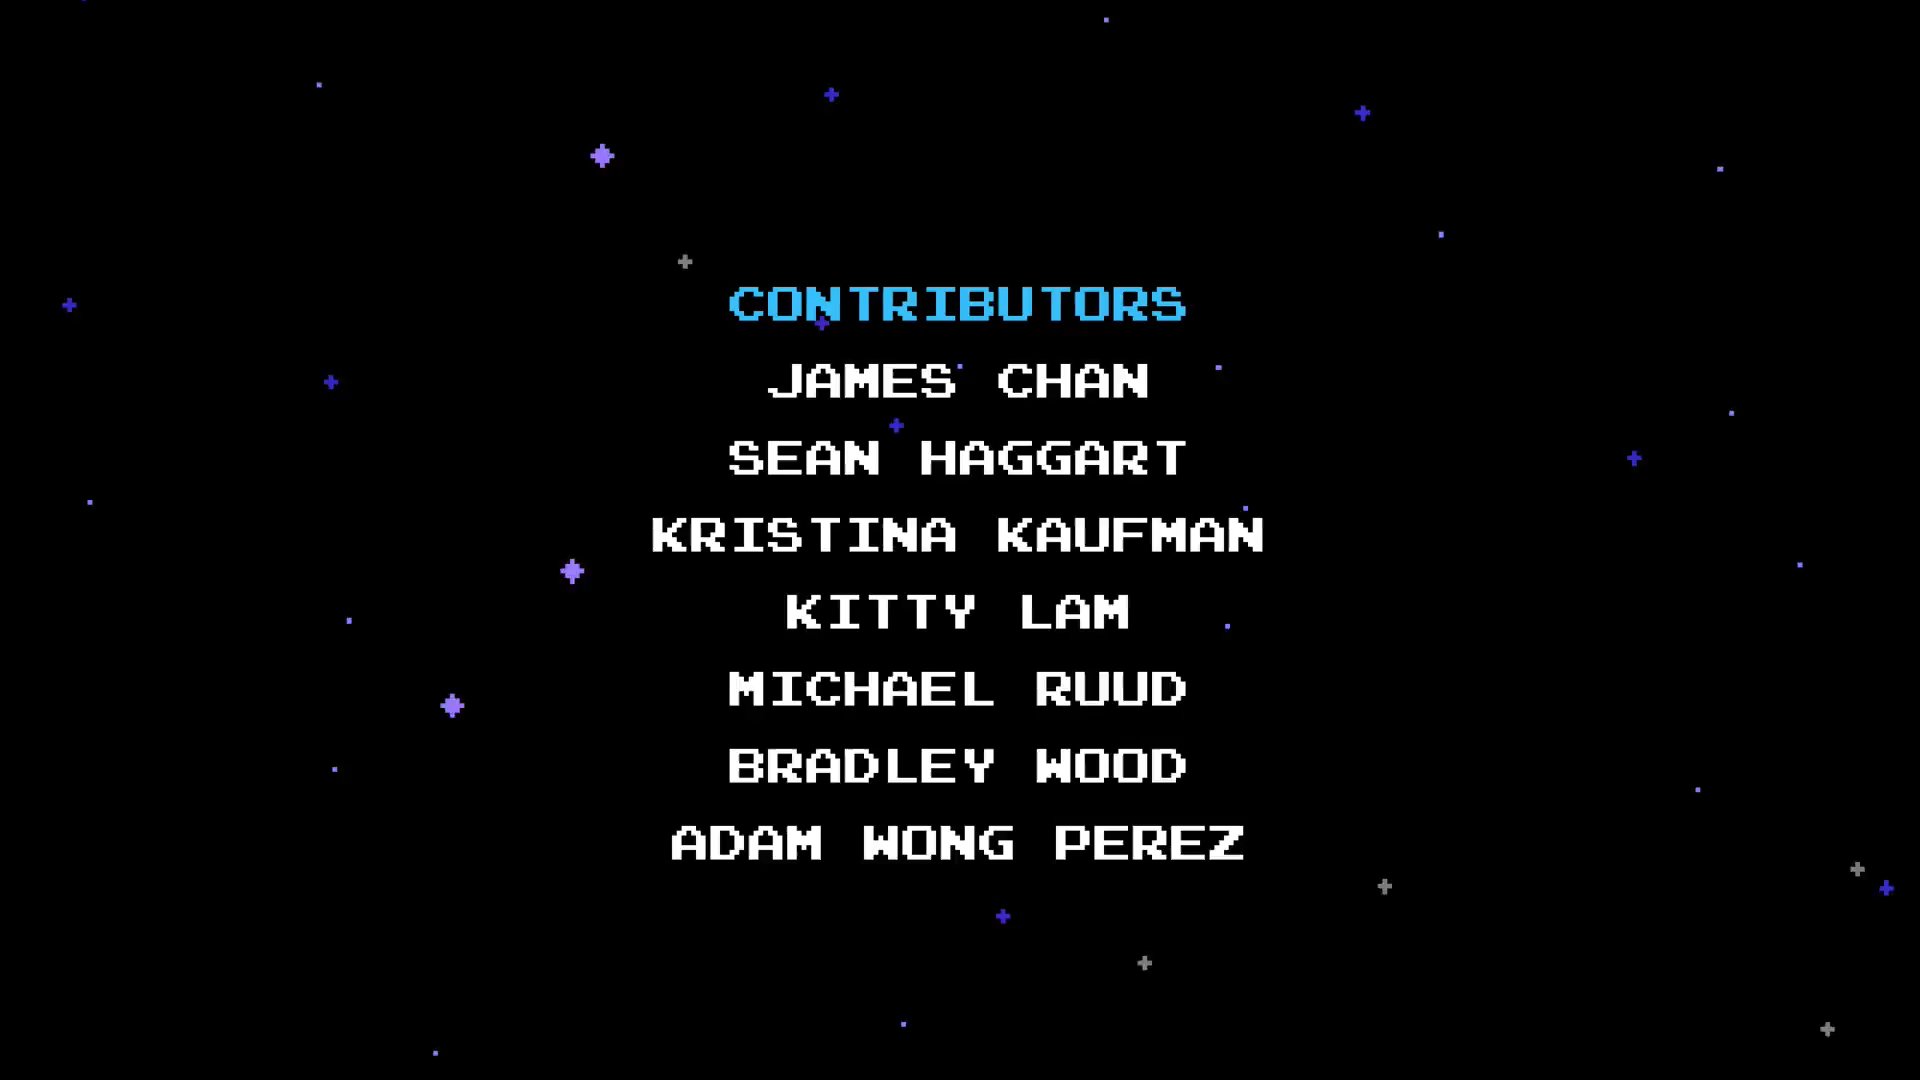 CONTRIBUTORS
JAMES CHAN
SEAN HAGGART
KRISTINA KAUFMAN
KITTY LAM
MICHAEL RUUD
BRADLEY WOOD
ADAM WONG PEREZ